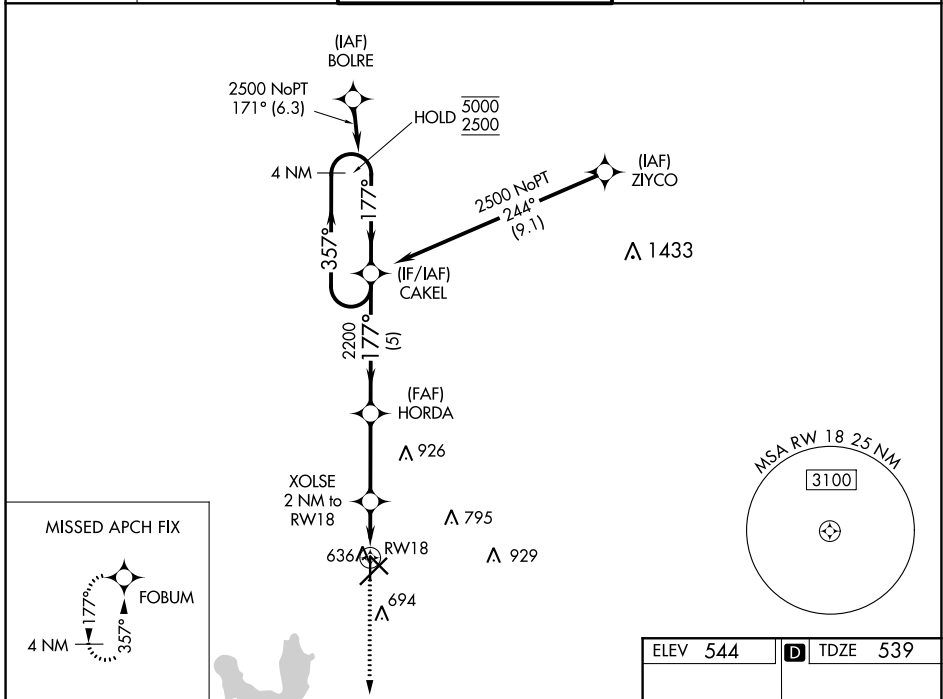 (IAF)
BOLRE
2500 NoPT
171° (6.3)
HOLD 5000
2500
4 NM
177°
357°
(IAF)
ZIYCO
2500 NoPT
244°
(9.1)
1433
(IF/IAF)
CAKEL
2200
177°
(5)
(FAF)
HORDA
926
XOLSE
2 NM to
RW18
795
636
RW18
929
694
MSA RW 18 25 NM
3100
MISSED APCH FIX
FOBUM
177°
357°
4 NM
ELEV 544 D TDZE 539